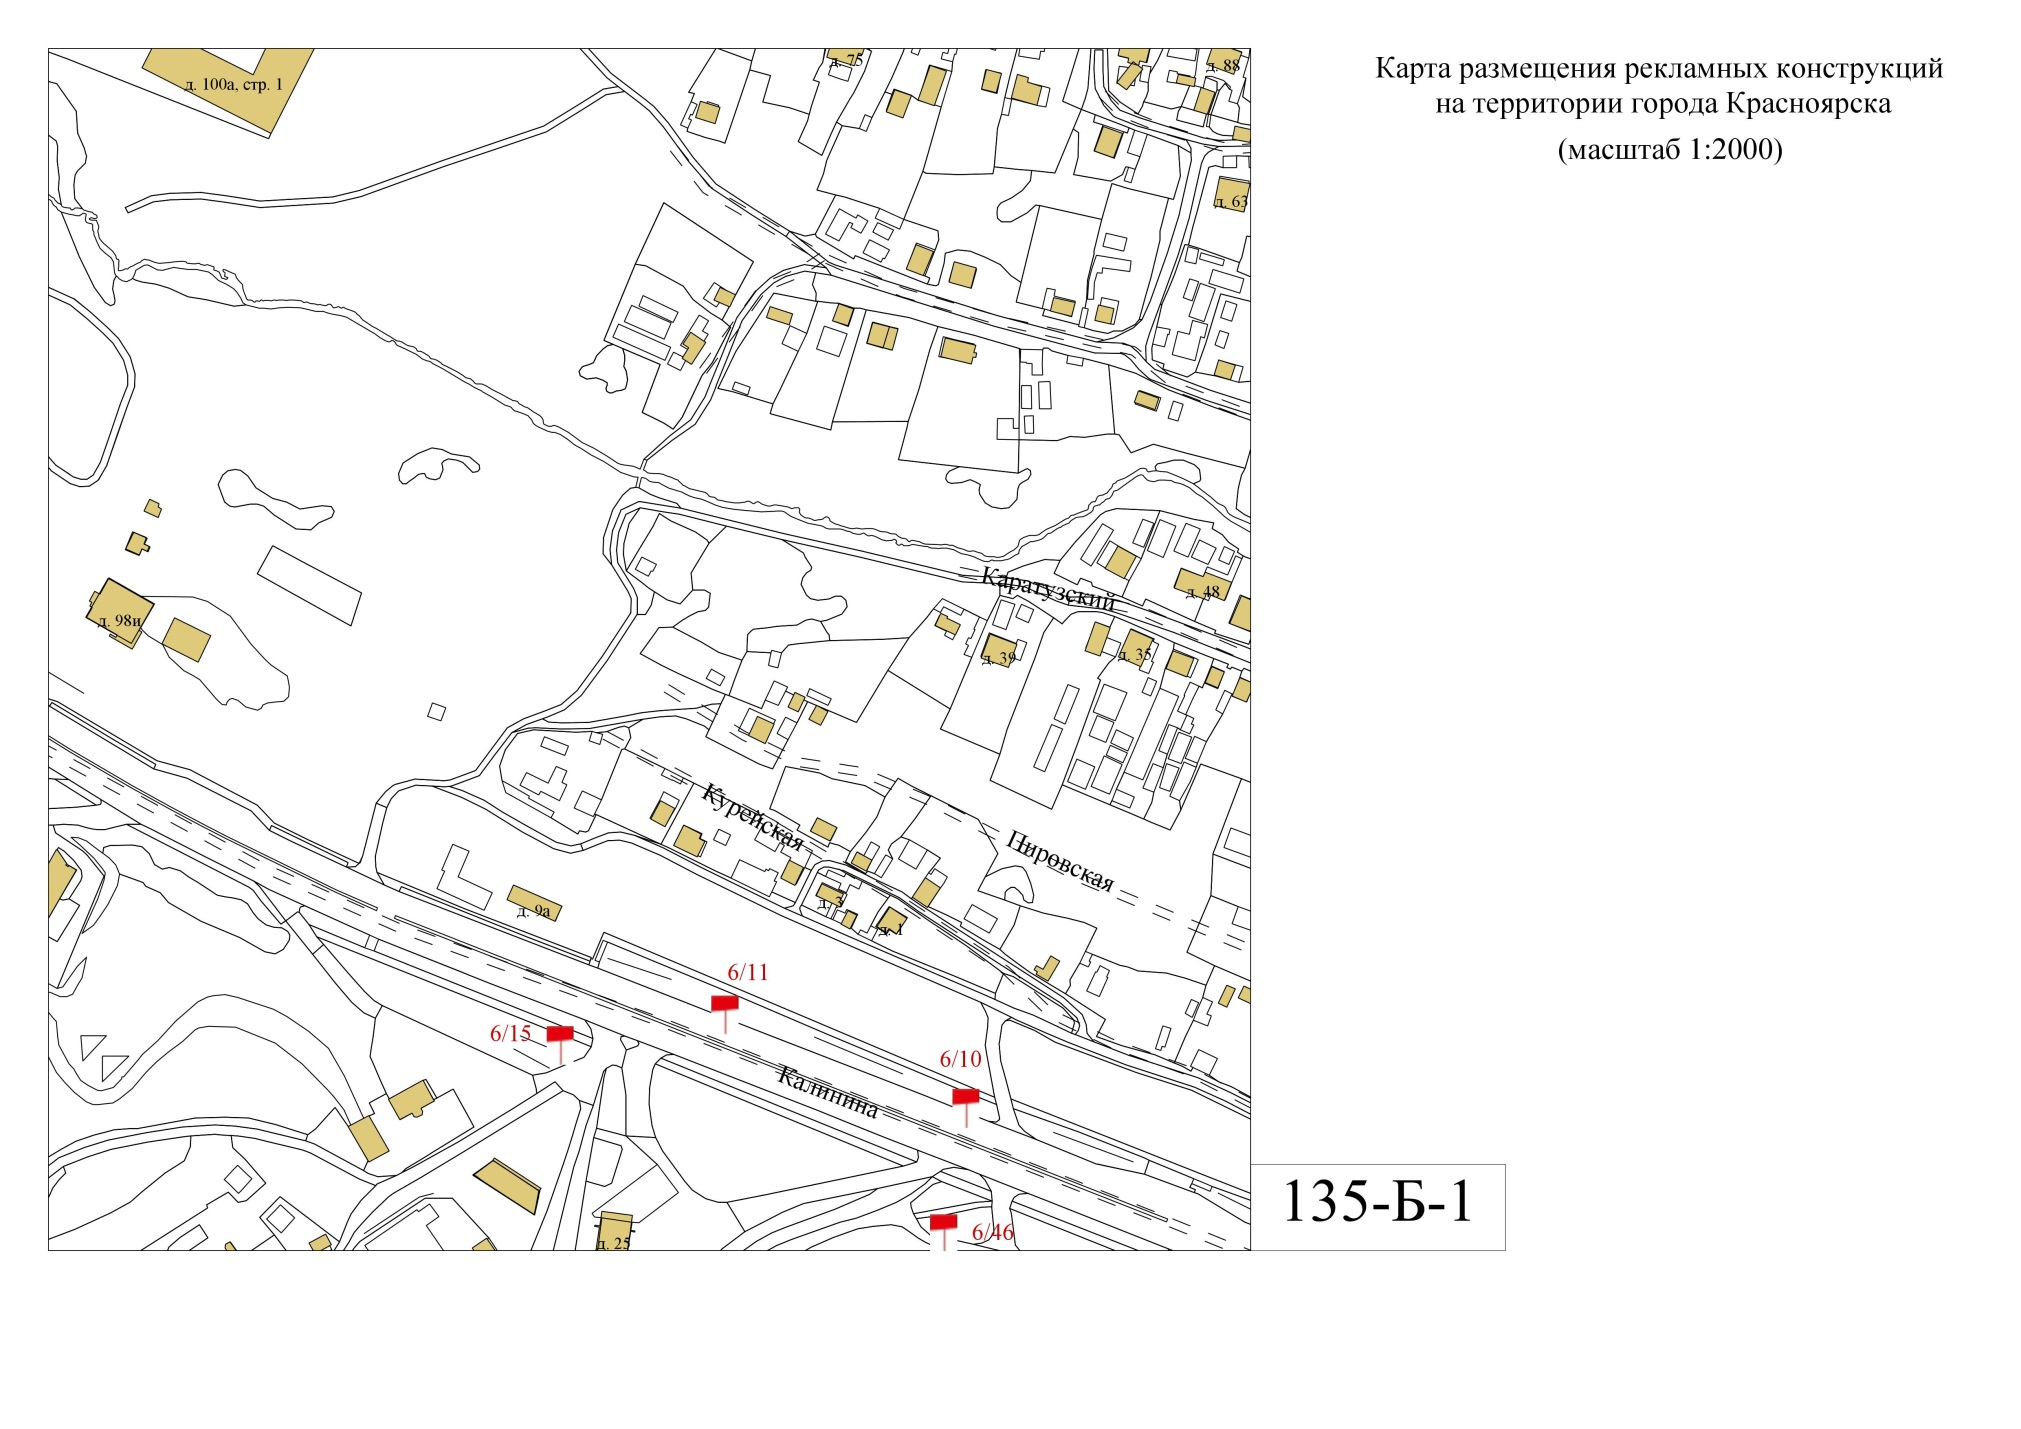 Карта размещения рекламных конструкций
на территории города Красноярска
(масштаб 1:2000)
д. 100а, стр. 1
д. 75
д. 88
д. 63
Каратузский
д. 48
д. 98и
д. 39
д. 35
Курейская
Пировская
д. 9а
д. 3
д. 1
6/11
6/15
6/10
Калинина
6/46
д. 25
135-Б-1